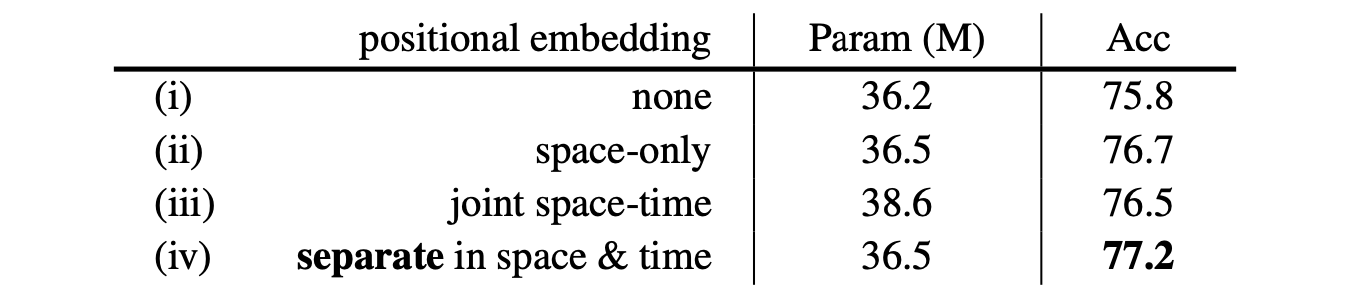 positional embedding Param (M) Acc
(i) none 36.2 75.8
(ii) space-only 36.5 76.7
(iii) joint space-time 38.6 76.5
(iv) separate in space & time 36.5 77.2